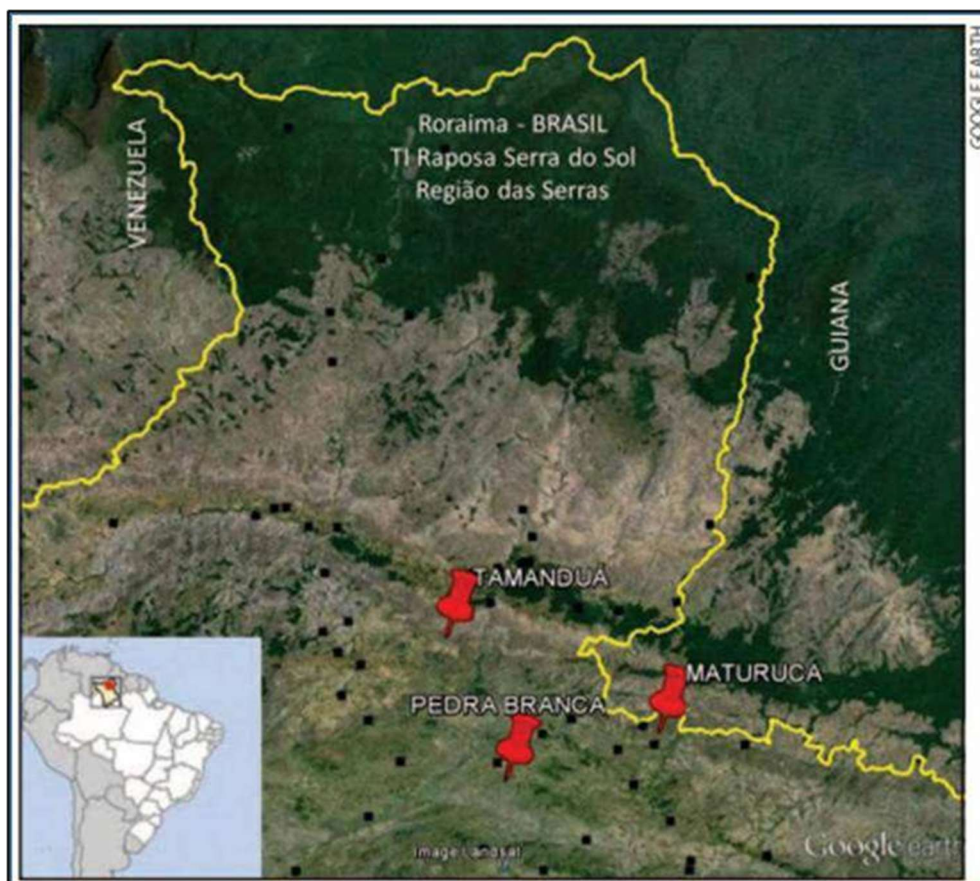 GOOGLE EARTH
Roraima - BRASIL
TI Raposa Serra do Sol
Região das Serras
VENEZUELA
GUIANA
TAMANDUÁ
MATURUCA
PEDRA BRANCA
Image Landsat
Google earth